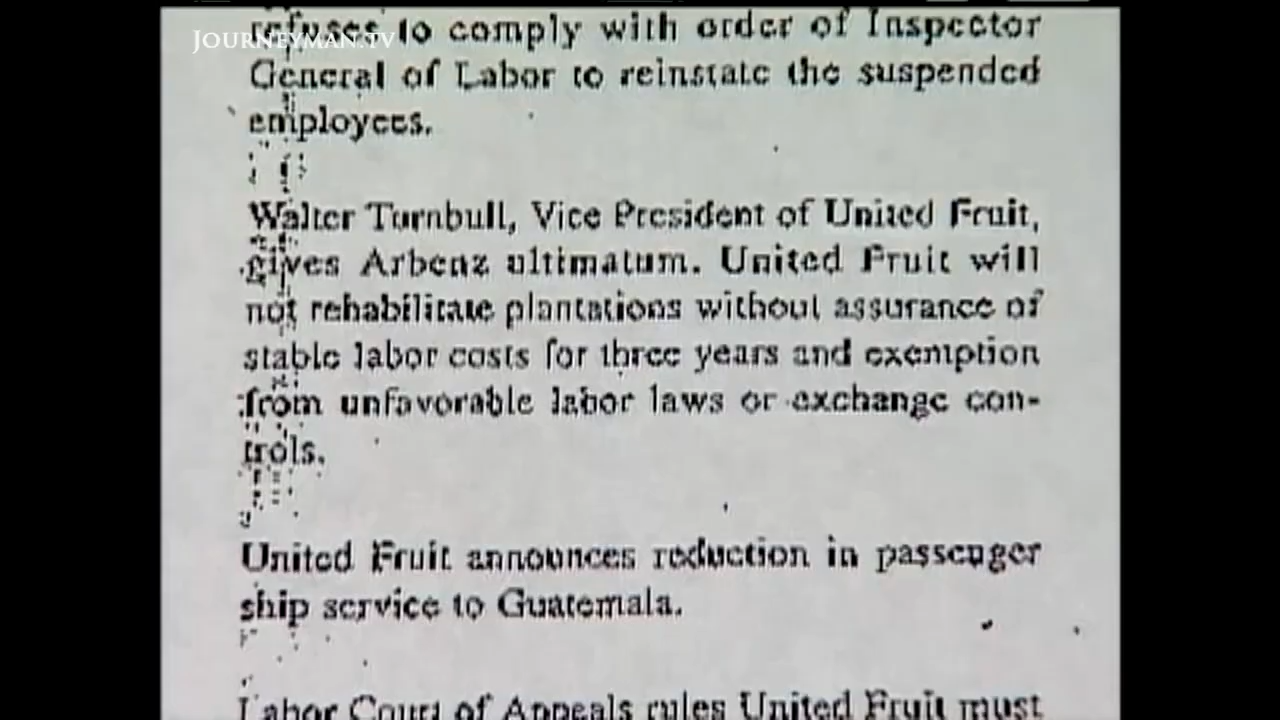 JOURNEYMAN.TV
refuses to comply with order of Inspector
General of Labor to reinstate the suspended
employees.
Walter Turnbull, Vice President of United Fruit,
gives Arbenz ultimatum. United Fruit will
not rehabilitate plantations without assurance of
stable labor costs for three years and exemption
from unfavorable labor laws or exchange con-
trols.
United Fruit announces reduction in passenger
ship service to Guatemala.
Labor Court of Appeals rules United Fruit must